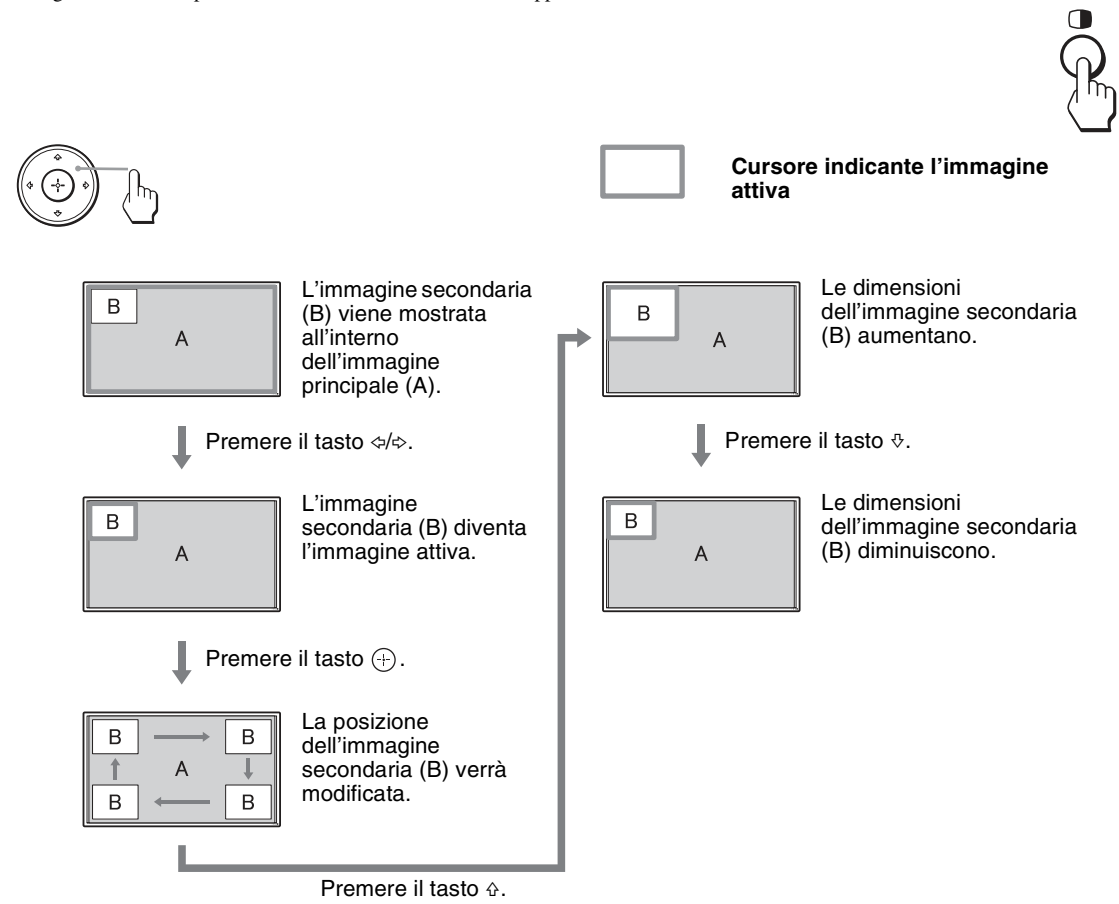 Cursore indicante l'immagine
attiva
B
A
L'immagine secondaria
(B) viene mostrata
all'interno
dell'immagine
principale (A).
Premere il tasto ⇦/⇨.
B
A
L'immagine
secondaria (B) diventa
l'immagine attiva.
Premere il tasto ⊕.
B
B
A
B
B
La posizione
dell'immagine
secondaria (B) verrà
modificata.
Premere il tasto ⇧.
B
A
Le dimensioni
dell'immagine secondaria
(B) aumentano.
Premere il tasto ⇩.
B
A
Le dimensioni
dell'immagine secondaria
(B) diminuiscono.